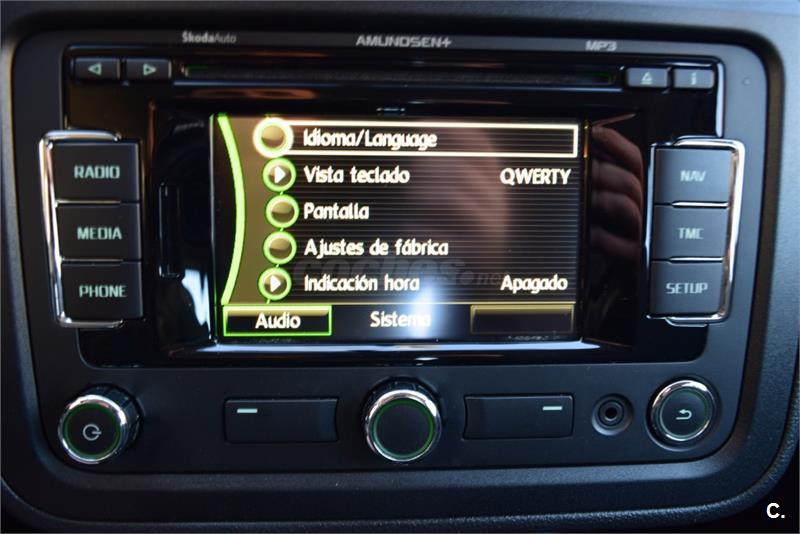 ŠkodaAuto AMUNDSEN+ MP3
i
RADIO
MEDIA
PHONE
Idioma/Language
Vista teclado QWERTY
Pantalla
Ajustes de fábrica
Indicación hora Apagado
Audio Sistema
NAV
TMC
SETUP
C.